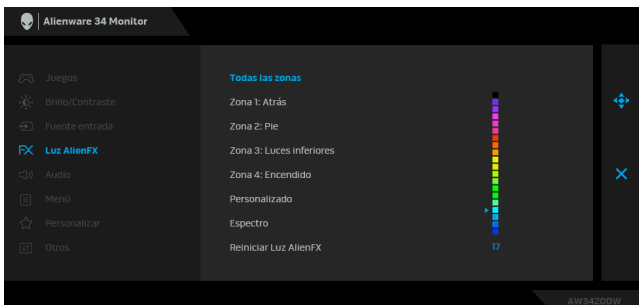 Alienware 34 Monitor
Juegos
Brillo/Contraste
Fuente entrada
FX Luz AlienFX
Audio
Menú
Personalizar
Otros
Todas las zonas
Zona 1: Atrás
Zona 2: Pie
Zona 3: Luces inferiores
Zona 4: Encendido
Personalizado
Espectro
Reiniciar Luz AlienFX
17
AW3420DW